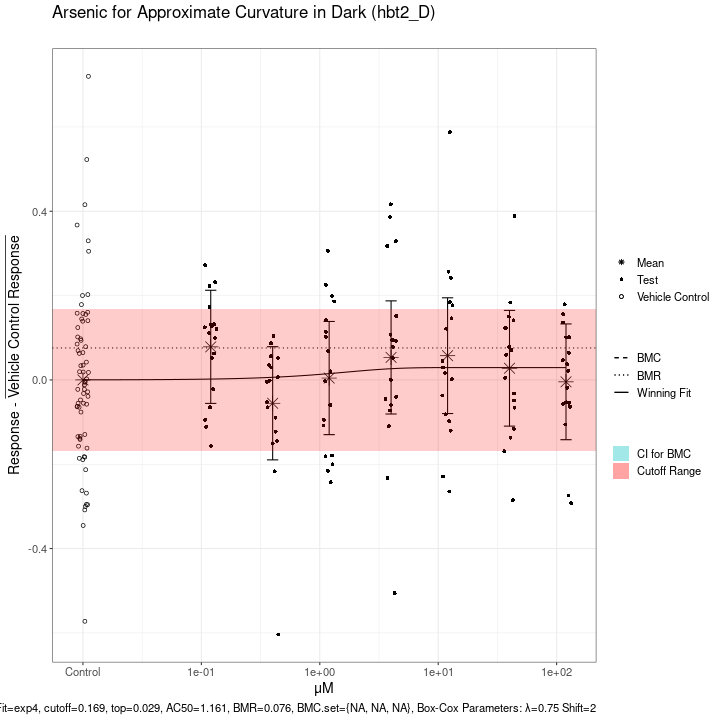 Arsenic for Approximate Curvature in Dark (hbt2_D)
Response - Vehicle Control Response
0.4
0.0
-0.4
Control
1e-01
1e+00
1e+01
1e+02
μM
Mean
Test
Vehicle Control
BMC
BMR
Winning Fit
CI for BMC
Cutoff Range
Fit=exp4, cutoff=0.169, top=0.029, AC50=1.161, BMR=0.076, BMC.set={NA, NA, NA}, Box-Cox Parameters: λ=0.75 Shift=2